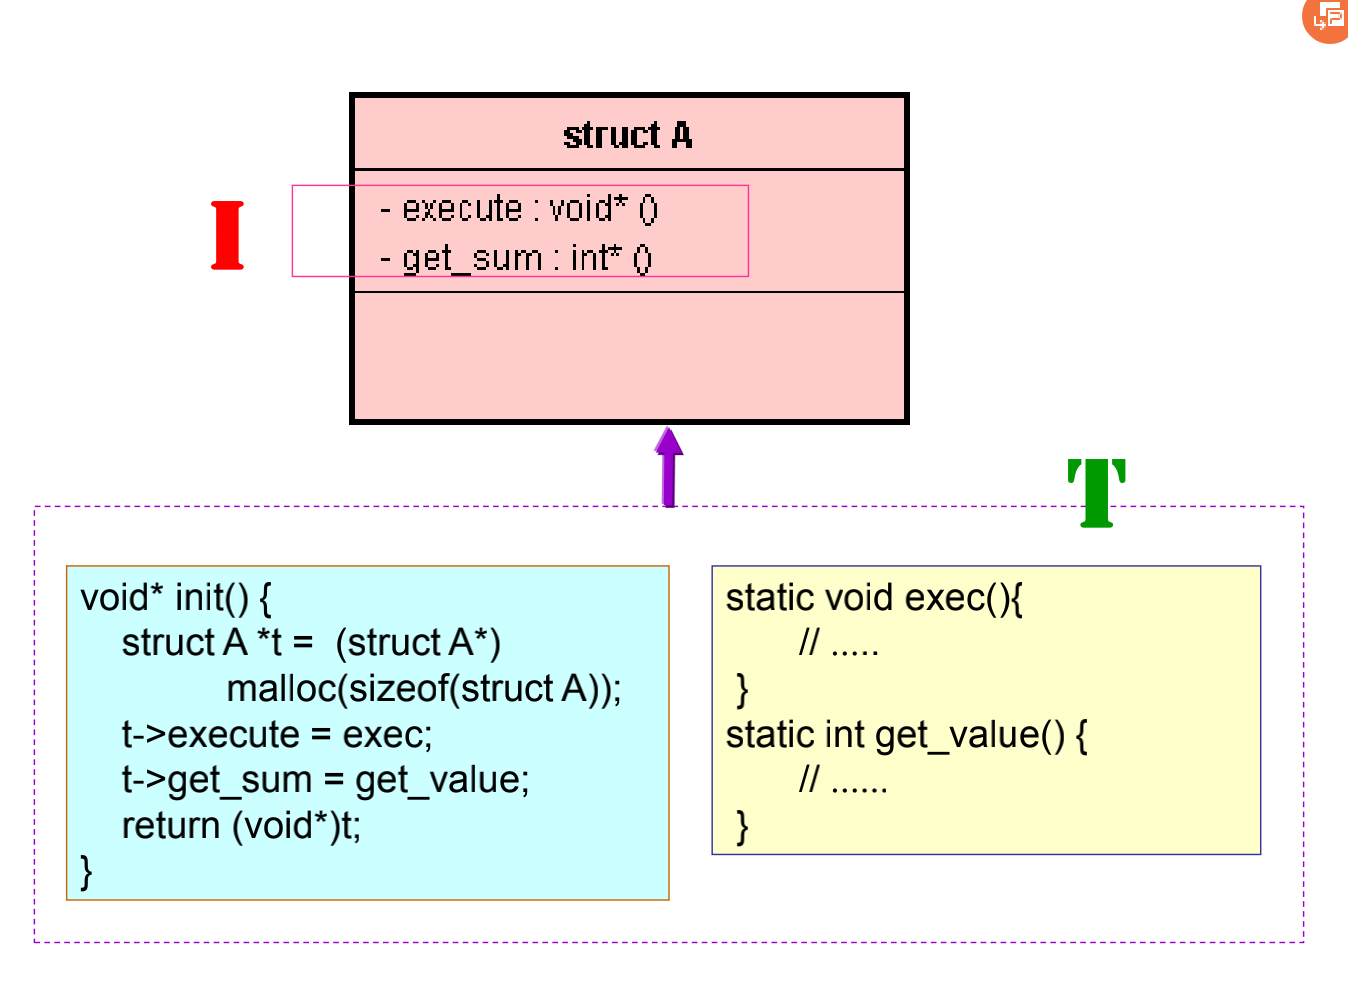 struct A
I
- execute : void* ()
- get_sum : int* ()
T
void* init() {
struct A *t = (struct A*)
malloc(sizeof(struct A));
t->execute = exec;
t->get_sum = get_value;
return (void*)t;
}
static void exec(){
// .....
}
static int get_value() {
// ......
}